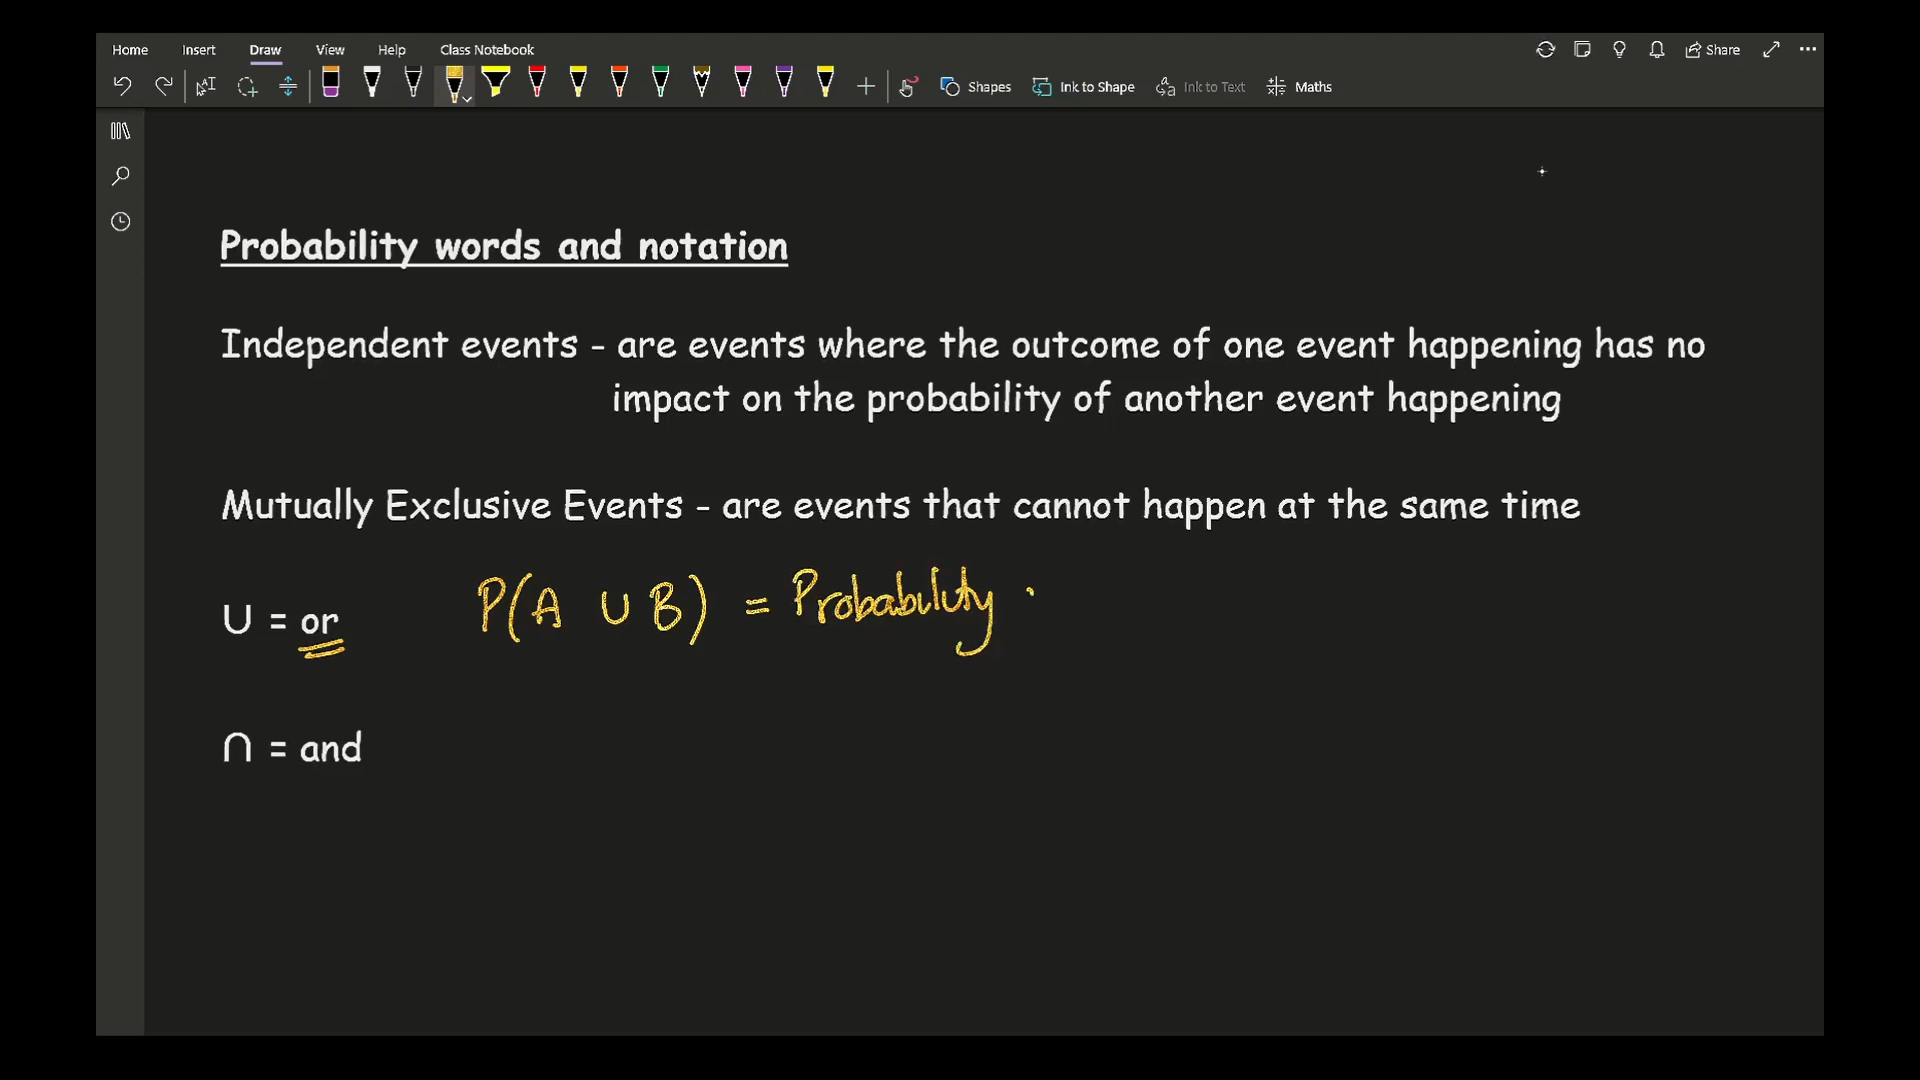 Home Insert Draw View Help Class Notebook Share
Shapes Ink to Shape Ink to Text Maths
Probability words and notation
Independent events - are events where the outcome of one event happening has no
impact on the probability of another event happening
Mutually Exclusive Events - are events that cannot happen at the same time
U = or P(A U B) = Probability
∩ = and